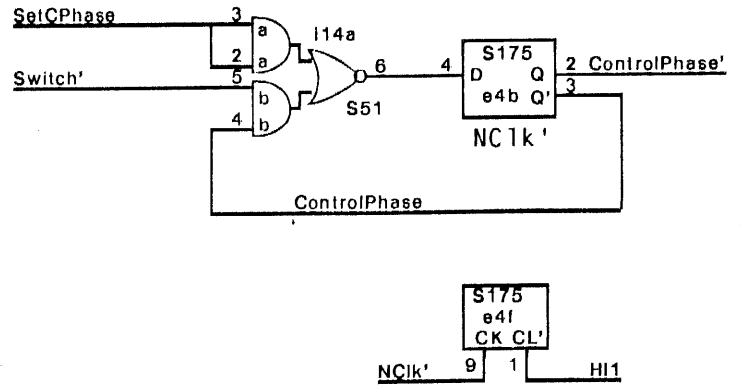 SetCPhase
3
a
I14a
2
a
Switch'
5
b
6
4
b
S51
4
S175
D Q
e4b Q'
2
ControlPhase'
3
NClk'
ControlPhase
S175
e4f
CK CL'
NClk'
9
1
HI1